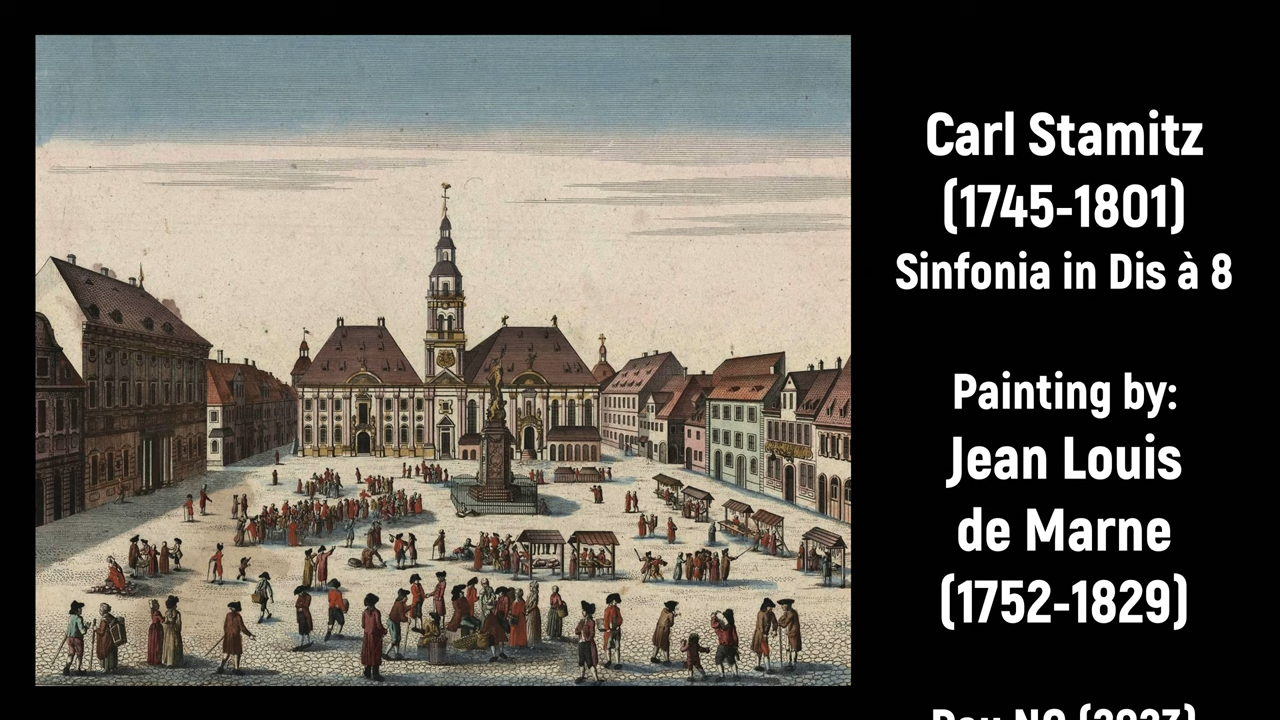 Carl Stamitz
(1745-1801)
Sinfonia in Dis à 8
Painting by:
Jean Louis
de Marne
(1752-1829)